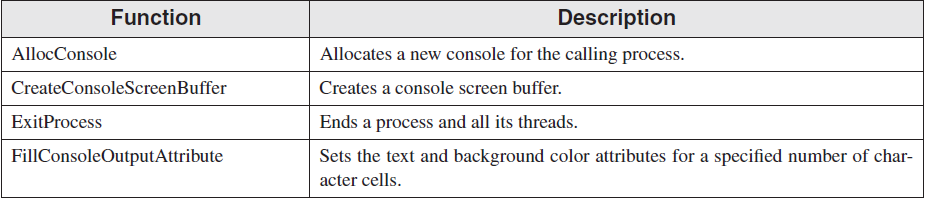 Function Description
AllocConsole Allocates a new console for the calling process.
CreateConsoleScreenBuffer Creates a console screen buffer.
ExitProcess Ends a process and all its threads.
FillConsoleOutputAttribute Sets the text and background color attributes for a specified number of char-
acter cells.